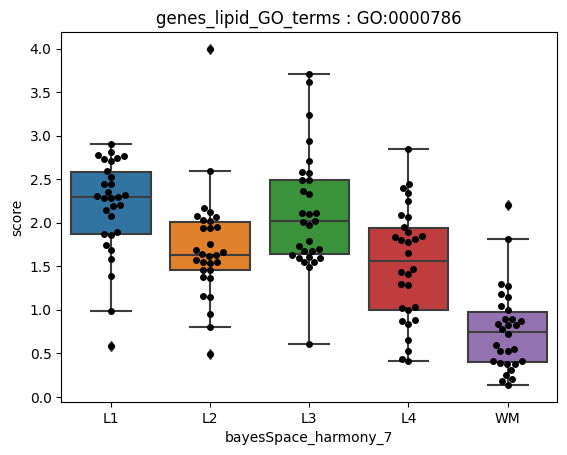 genes_lipid_GO_terms : GO:0000786
4.0
3.5
3.0
2.5
2.0
1.5
1.0
0.5
0.0
score
L1 L2 L3 L4 WM
bayesSpace_harmony_7